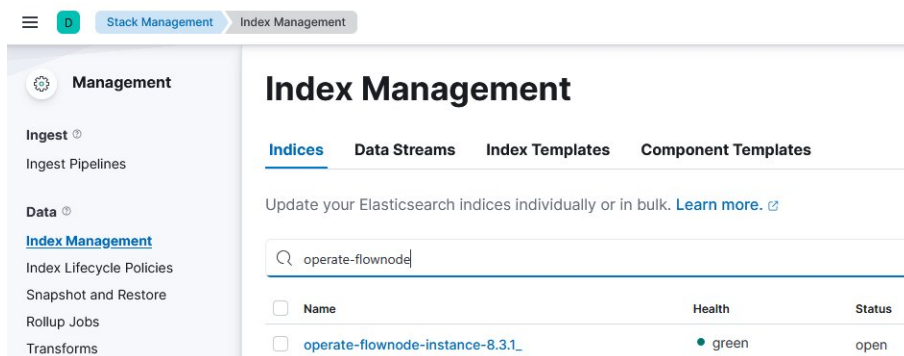 D Stack Management Index Management
Management
Ingest
Ingest Pipelines
Data
Index Management
Index Lifecycle Policies
Snapshot and Restore
Rollup Jobs
Transforms
Index Management
Indices Data Streams Index Templates Component Templates
Update your Elasticsearch indices individually or in bulk. Learn more.
operate-flownode
Name Health Status
operate-flownode-instance-8.3.1_ green open